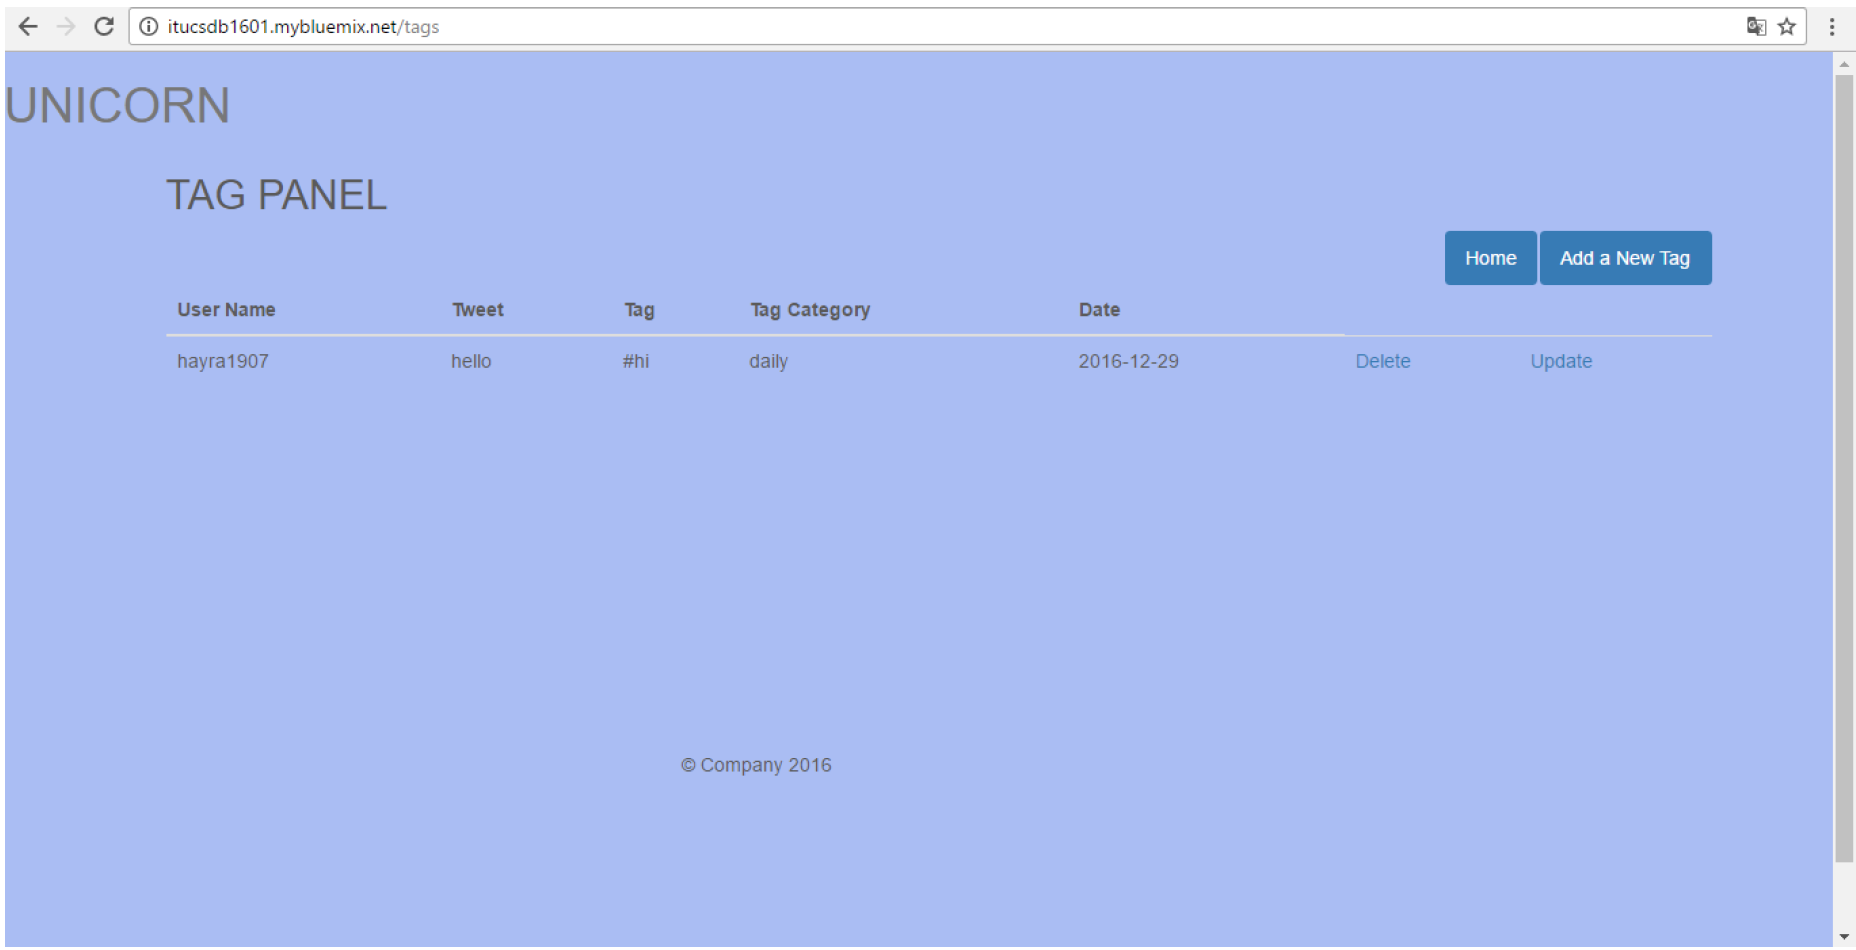 itucsdb1601.mybluemix.net/tags
UNICORN
TAG PANEL
Home Add a New Tag
User Name Tweet Tag Tag Category Date
hayra1907 hello #hi daily 2016-12-29 Delete Update
© Company 2016